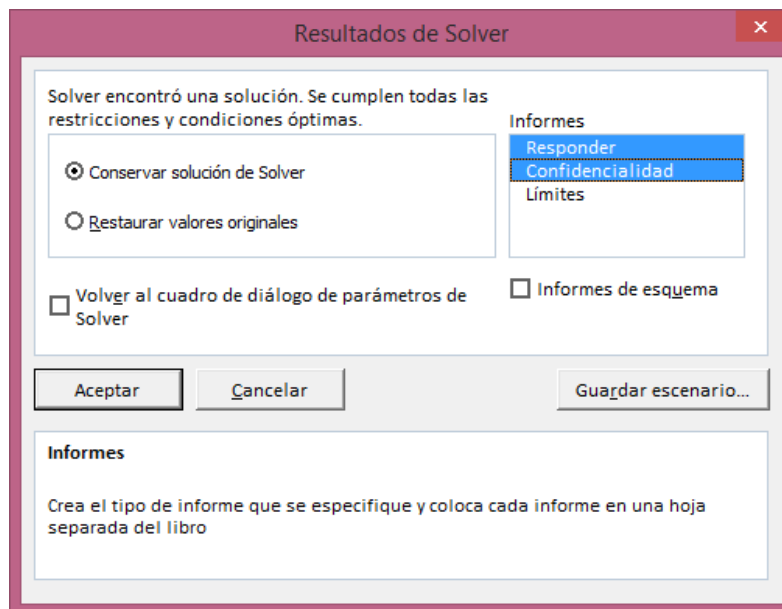 Resultados de Solver
Solver encontró una solución. Se cumplen todas las
restricciones y condiciones óptimas.
Conservar solución de Solver
Restaurar valores originales
Volver al cuadro de diálogo de parámetros de
Solver
Informes
Responder
Confidencialidad
Límites
Informes de esquema
Aceptar
Cancelar
Guardar escenario...
Informes
Crea el tipo de informe que se especifique y coloca cada informe en una hoja
separada del libro